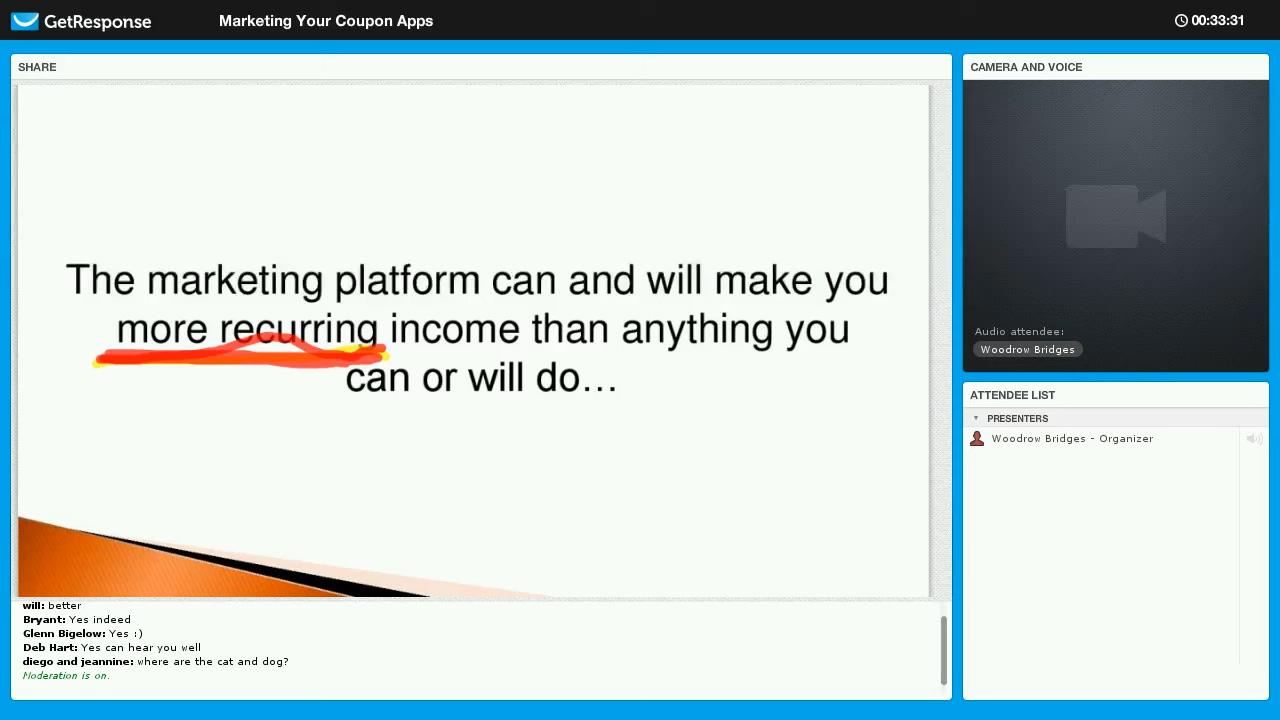 GetResponse
Marketing Your Coupon Apps
00:33:31
SHARE
The marketing platform can and will make you
more recurring income than anything you
can or will do...
will: better
Bryant: Yes indeed
Glenn Bigelow: Yes :)
Deb Hart: Yes can hear you well
diego and jeannine: where are the cat and dog?
Moderation is on.
CAMERA AND VOICE
Audio attendee:
Woodrow Bridges
ATTENDEE LIST
PRESENTERS
Woodrow Bridges - Organizer